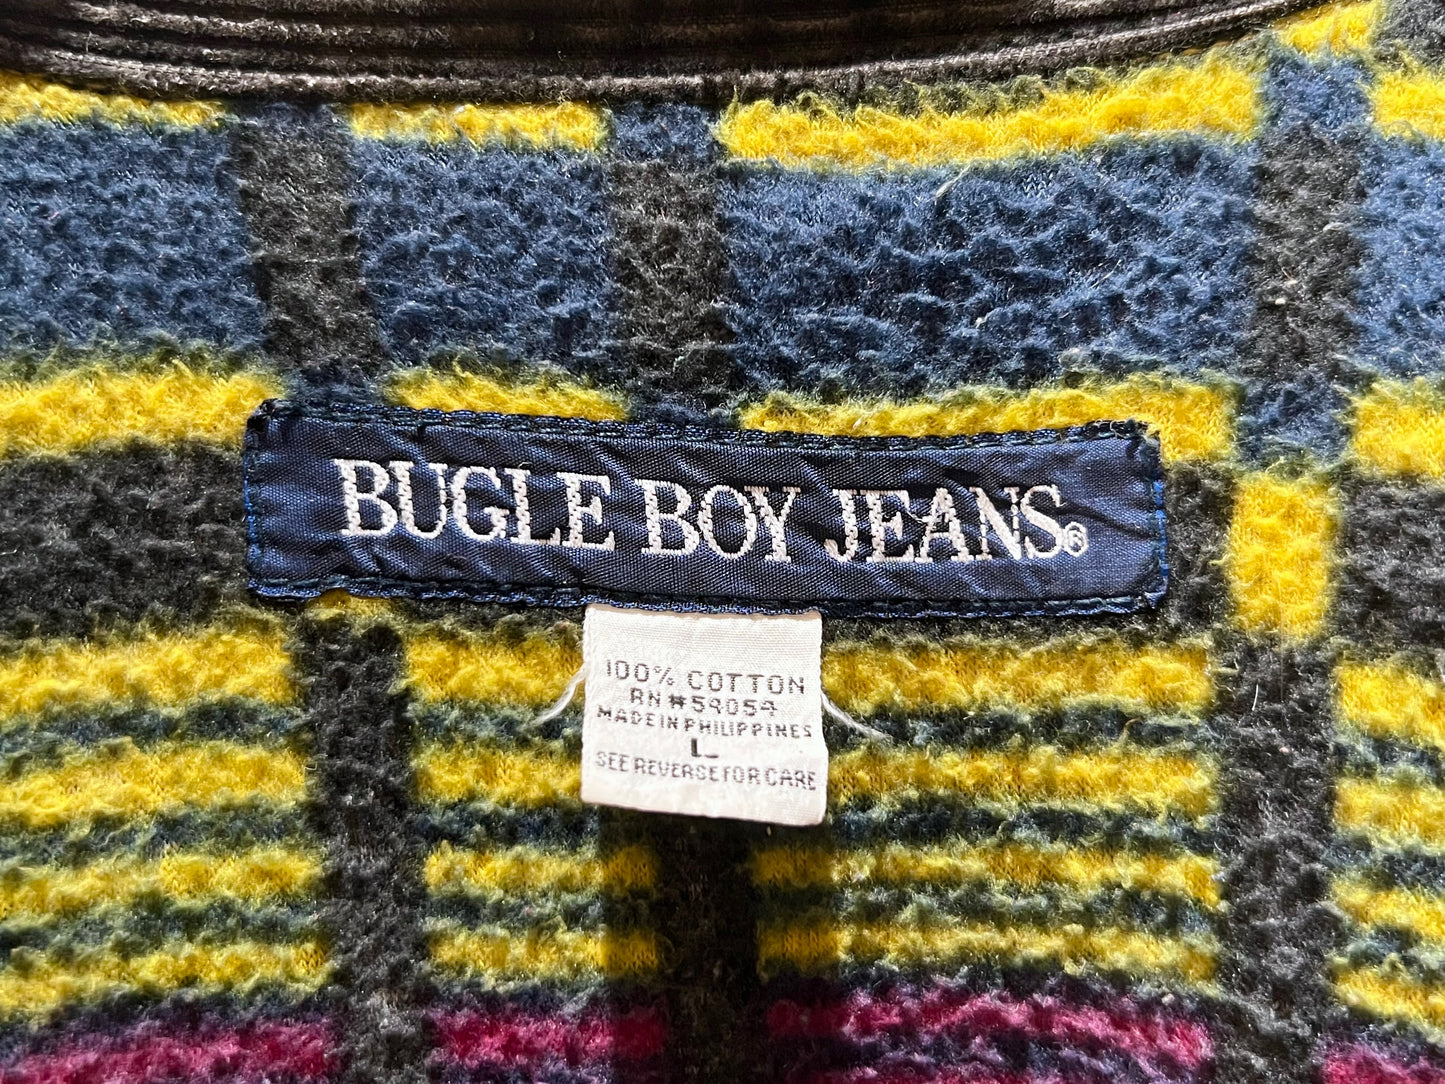 BUGLE BOY JEANS®
100% COTTON
RN#59054
MADE IN PHILIPPINES
L
SEE REVERSE FOR CARE